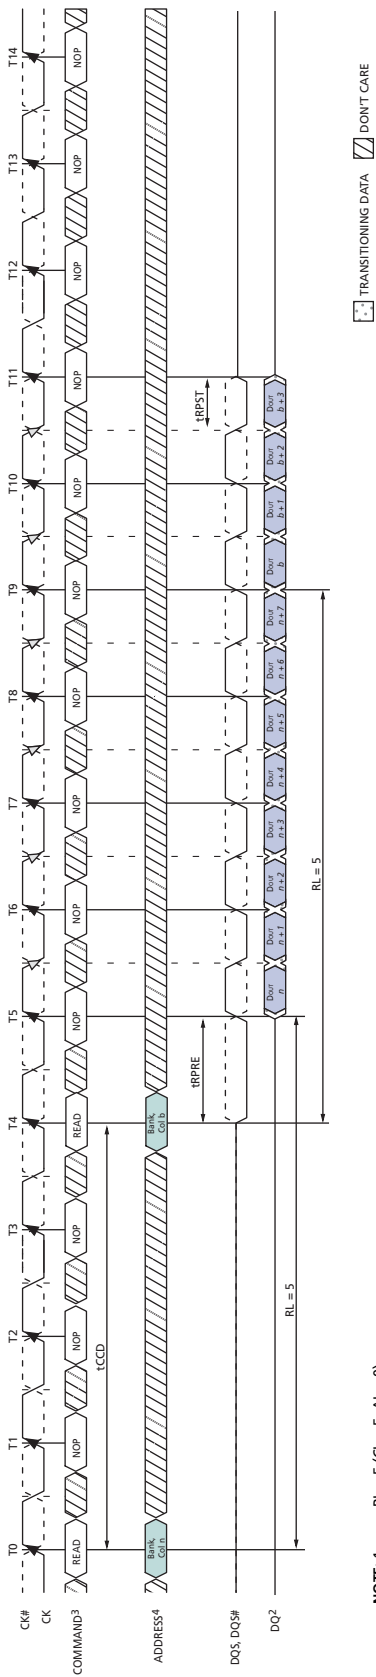 T0 T1 T2 T3 T4 T5 T6 T7 T8 T9 T10 T11 T12 T13 T14
CK#
CK
COMMAND3 READ NOP NOP NOP READ NOP NOP NOP NOP NOP NOP NOP NOP NOP NOP
tCCD
ADDRESS4 Bank, Col n Bank, Col b
tRPRE tRPST
DQS, DQS#
DQ2 DOUT n DOUT n + 1 DOUT n + 2 DOUT n + 3 DOUT n + 4 DOUT n + 5 DOUT n + 6 DOUT n + 7 DOUT b DOUT b + 1 DOUT b + 2 DOUT b + 3
RL = 5
RL = 5
TRANSITIONING DATA DON'T CARE